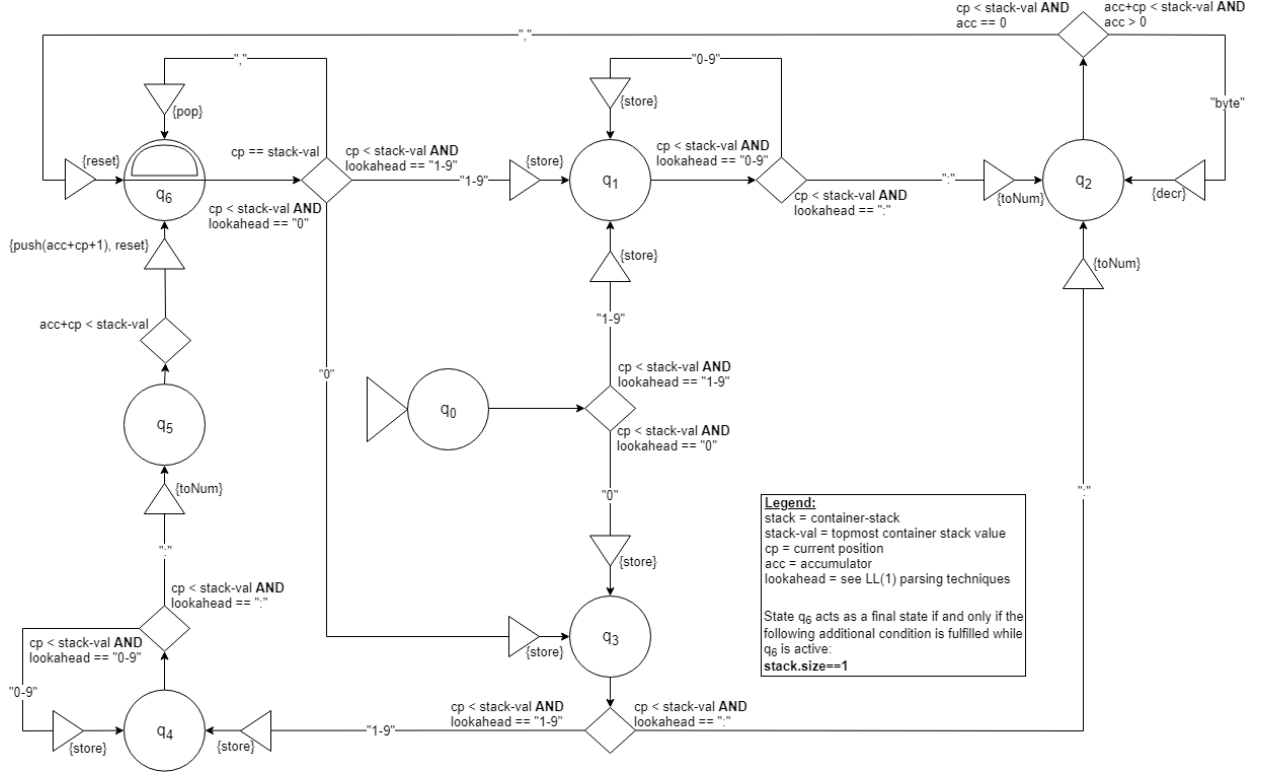 cp < stack-val AND
acc == 0
acc+cp < stack-val AND
acc > 0
","
","
"0-9"
{pop}
{store}
"byte"
{reset}
cp == stack-val
cp < stack-val AND
lookahead == "1-9"
"1-9"
{store}
cp < stack-val AND
lookahead == "0-9"
":"
q6
q1
q2
cp < stack-val AND
lookahead == "0"
cp < stack-val AND
lookahead == ":"
{toNum}
{decr}
{push(acc+cp+1), reset}
{store}
{toNum}
acc+cp < stack-val
"1-9"
"0"
cp < stack-val AND
lookahead == "1-9"
q0
q5
cp < stack-val AND
lookahead == "0"
{toNum}
"0"
":"
Legend:
stack = container-stack
stack-val = topmost container stack value
cp = current position
acc = accumulator
lookahead = see LL(1) parsing techniques
State q6 acts as a final state if and only if the
following additional condition is fulfilled while
q6 is active:
stack.size==1
":"
{store}
cp < stack-val AND
lookahead == ":"
cp < stack-val AND
lookahead == "0-9"
q3
{store}
"0-9"
cp < stack-val AND
lookahead == "1-9"
cp < stack-val AND
lookahead == ":"
q4
{store}
{store}
"1-9"